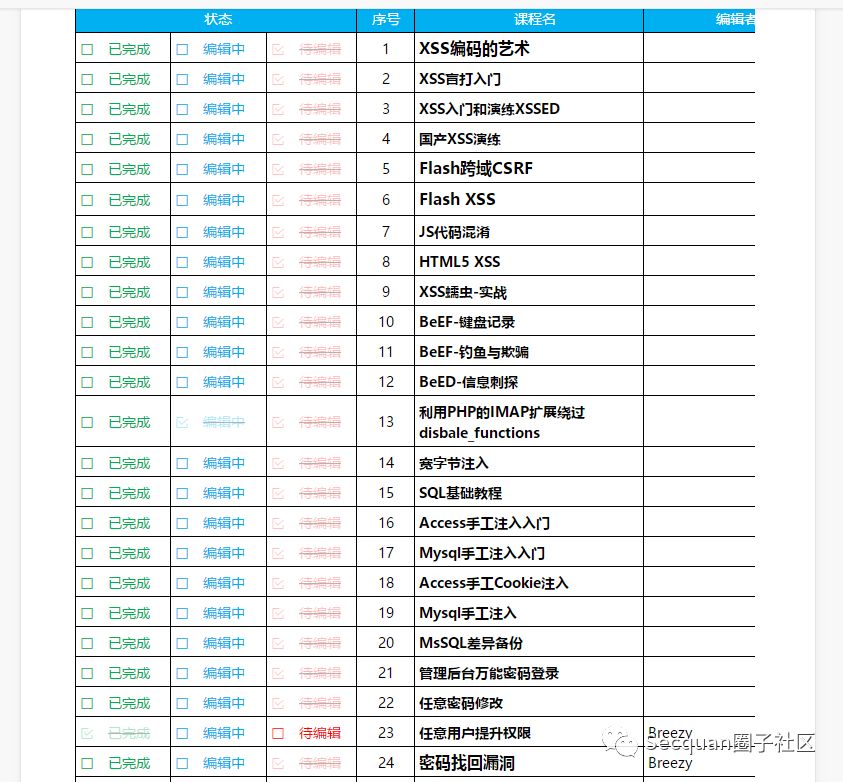 状态 序号 课程名 编辑者
已完成 编辑中 待编辑 1 XSS编码的艺术
已完成 编辑中 待编辑 2 XSS盲打入门
已完成 编辑中 待编辑 3 XSS入门和演练XSSED
已完成 编辑中 待编辑 4 国产XSS演练
已完成 编辑中 待编辑 5 Flash跨域CSRF
已完成 编辑中 待编辑 6 Flash XSS
已完成 编辑中 待编辑 7 JS代码混淆
已完成 编辑中 待编辑 8 HTML5 XSS
已完成 编辑中 待编辑 9 XSS蠕虫-实战
已完成 编辑中 待编辑 10 BeEF-键盘记录
已完成 编辑中 待编辑 11 BeEF-钓鱼与欺骗
已完成 编辑中 待编辑 12 BeED-信息刺探
已完成 编辑中 待编辑 13 利用PHP的IMAP扩展绕过
disbale_functions
已完成 编辑中 待编辑 14 宽字节注入
已完成 编辑中 待编辑 15 SQL基础教程
已完成 编辑中 待编辑 16 Access手工注入入门
已完成 编辑中 待编辑 17 Mysql手工注入入门
已完成 编辑中 待编辑 18 Access手工Cookie注入
已完成 编辑中 待编辑 19 Mysql手工注入
已完成 编辑中 待编辑 20 MsSQL差异备份
已完成 编辑中 待编辑 21 管理后台万能密码登录
已完成 编辑中 待编辑 22 任意密码修改
已完成 编辑中 待编辑 23 任意用户提升权限 Breezy
Secquan圈子社区
已完成 编辑中 待编辑 24 密码找回漏洞 Breezy